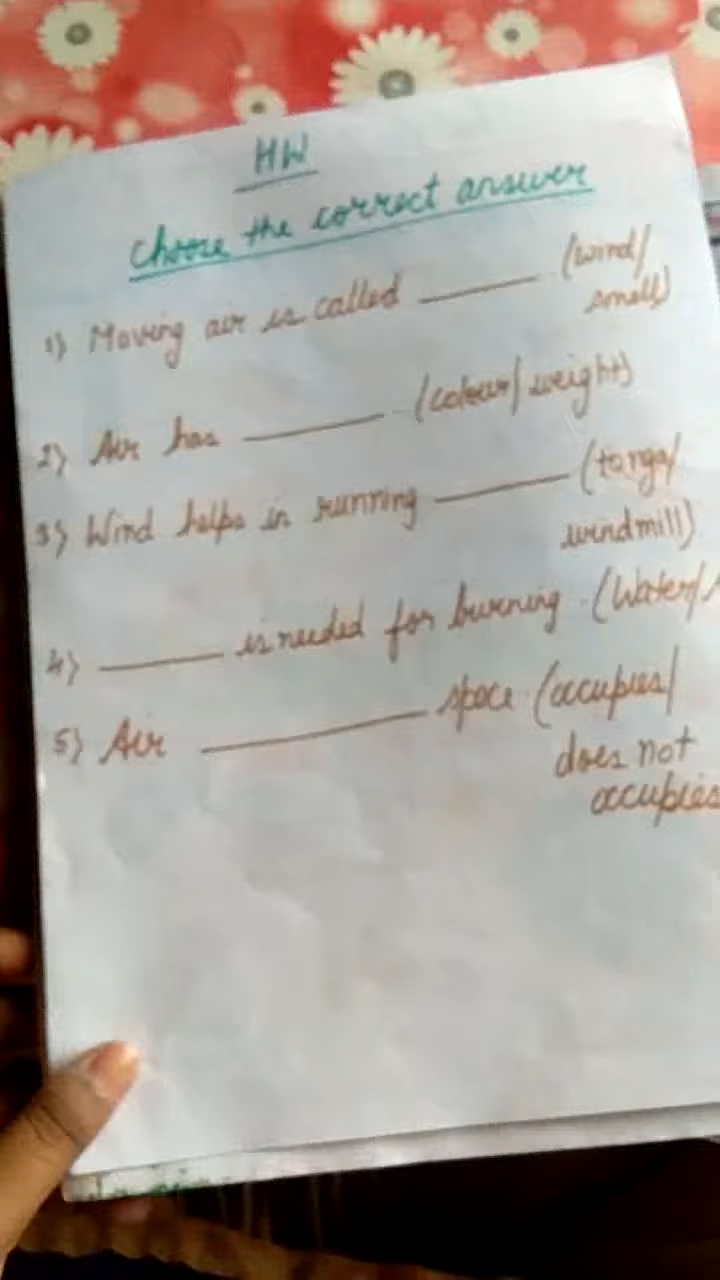 HW
Choose the correct answer
1) Moving air is called ______ (wind/
smell)
2) Air has ______ (colour/weight)
3) Wind helps in running ______ (tonga/
windmill)
4) ______ is needed for burning. (Water/A
5) Air ______ space (occupies/
does not
occupies